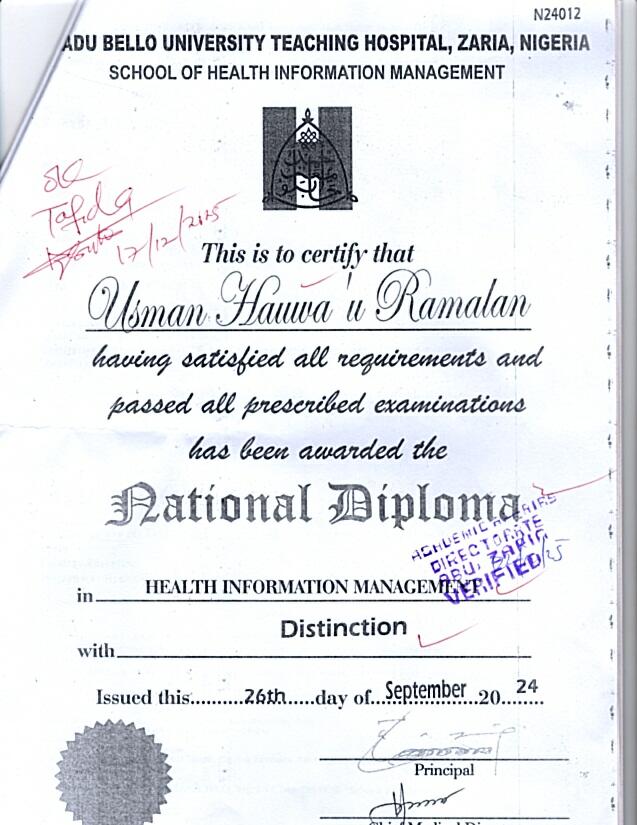 N24012
ADU BELLO UNIVERSITY TEACHING HOSPITAL, ZARIA, NIGERIA
SCHOOL OF HEALTH INFORMATION MANAGEMENT
Tafida
17/12/2025
This is to certify that
Usman Hauwa'u Ramalan
having satisfied all requirements and
passed all prescribed examinations
has been awarded the
National Diploma
ACADEMIC AFFAIRS
DIRECTORATE
ABU, ZARIA
VERIFIED
in HEALTH INFORMATION MANAGEMENT
with Distinction
Issued this.........26th......day of.. September ..20..24
Principal